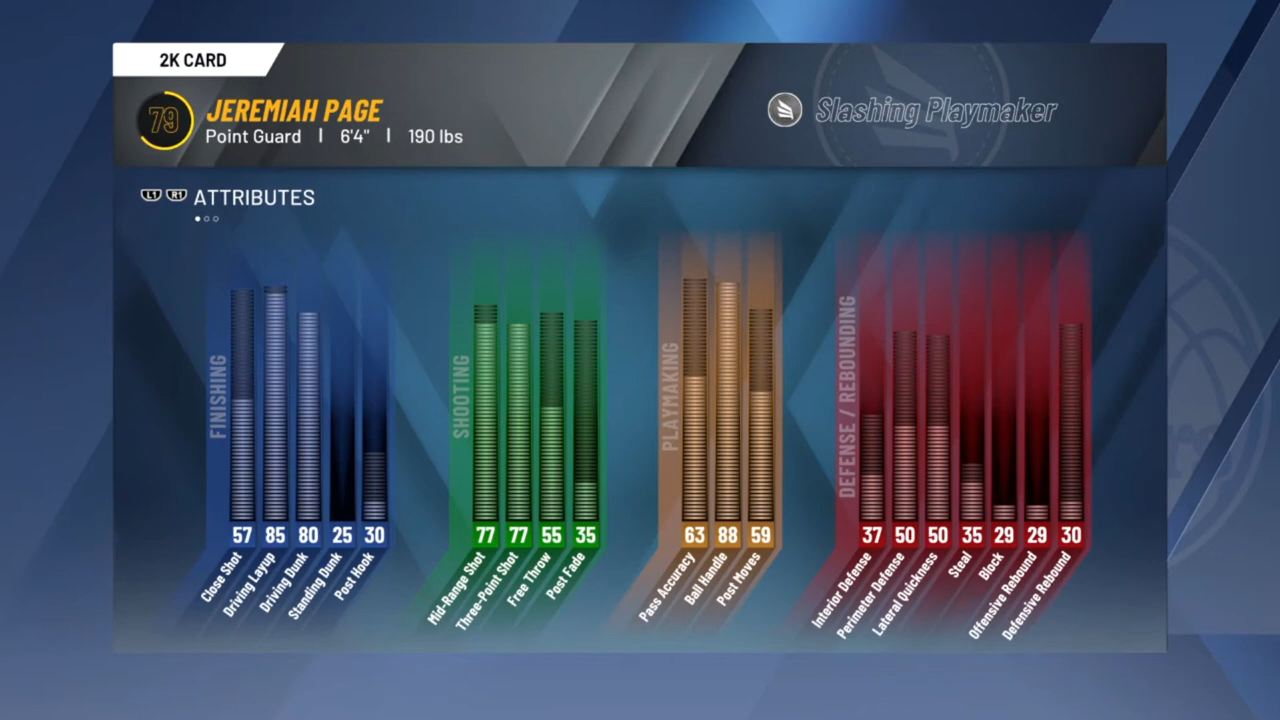 2K CARD
79
JEREMIAH PAGE
Point Guard | 6'4" | 190 lbs
Slashing Playmaker
L1 R1 ATTRIBUTES
FINISHING
57 85 80 25 30
Close Shot
Driving Layup
Driving Dunk
Standing Dunk
Post Hook
SHOOTING
77 77 55 35
Mid-Range Shot
Three-Point Shot
Free Throw
Post Fade
PLAYMAKING
63 88 59
Pass Accuracy
Ball Handle
Post Moves
DEFENSE / REBOUNDING
37 50 50 35 29 29 30
Interior Defense
Perimeter Defense
Lateral Quickness
Steal
Block
Offensive Rebound
Defensive Rebound